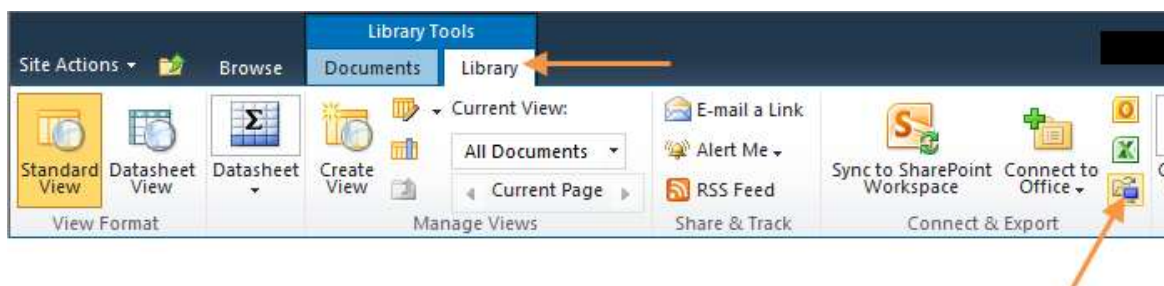 Library Tools
Site Actions Browse Documents Library
Standard View
Datasheet View
Datasheet
Create View
Current View:
All Documents
Current Page
E-mail a Link
Alert Me
RSS Feed
Sync to SharePoint Workspace
Connect to Office
View Format Manage Views Share & Track Connect & Export